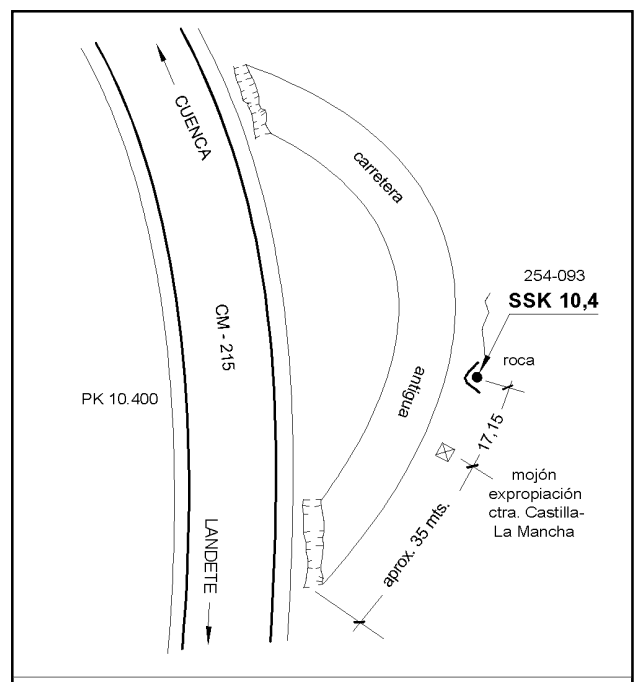 CUENCA
carretera
254-093
SSK 10,4
roca
CM - 215
antigua
PK 10.400
17,15
mojón
expropiación
ctra. Castilla-
La Mancha
aprox. 35 mts.
LANDETE